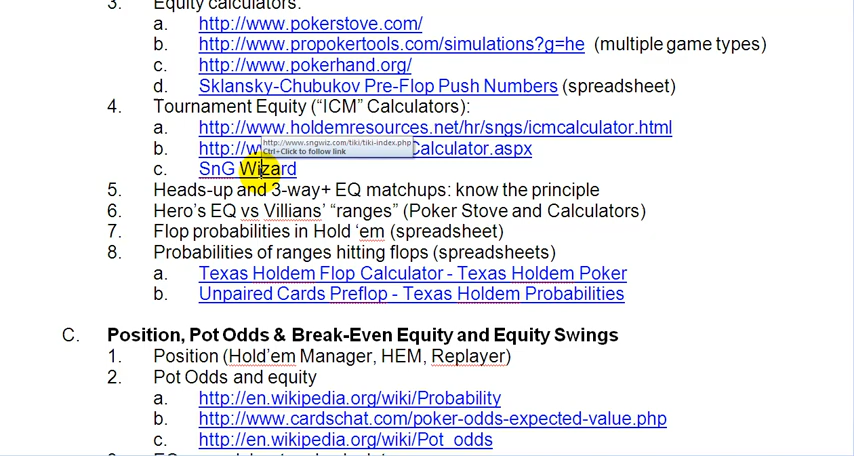 3. Equity calculators:
a. http://www.pokerstove.com/
b. http://www.propokertools.com/simulations?g=he (multiple game types)
c. http://www.pokerhand.org/
d. Sklansky-Chubukov Pre-Flop Push Numbers (spreadsheet)
4. Tournament Equity (“ICM” Calculators):
a. http://www.holdemresources.net/hr/sngs/icmcalculator.html
http://www.sngwiz.com/tiki/tiki-index.php
b. http://w Calculator.aspx
Ctrl+Click to follow link
c. SnG Wizard
5. Heads-up and 3-way+ EQ matchups: know the principle
6. Hero’s EQ vs Villians’ “ranges” (Poker Stove and Calculators)
7. Flop probabilities in Hold ‘em (spreadsheet)
8. Probabilities of ranges hitting flops (spreadsheets)
a. Texas Holdem Flop Calculator - Texas Holdem Poker
b. Unpaired Cards Preflop - Texas Holdem Probabilities
C. Position, Pot Odds & Break-Even Equity and Equity Swings
1. Position (Hold’em Manager, HEM, Replayer)
2. Pot Odds and equity
a. http://en.wikipedia.org/wiki/Probability
b. http://www.cardschat.com/poker-odds-expected-value.php
c. http://en.wikipedia.org/wiki/Pot_odds